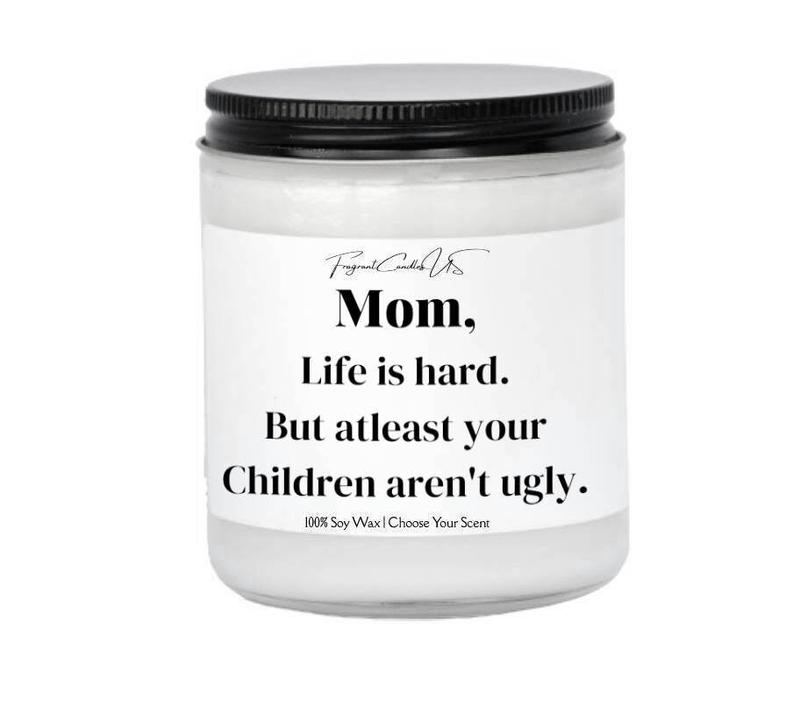 FragrantCandlesUS
Mom,
Life is hard.
But atleast your
Children aren't ugly.
100% Soy Wax | Choose Your Scent